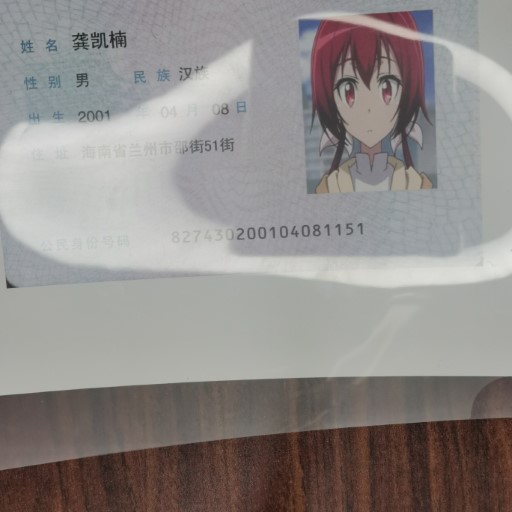 姓名 龚凯楠
性别 男 民族 汉族
出生 2001 年 04 月 08 日
住址 海南省兰州市邵街51街
公民身份号码 827430200104081151